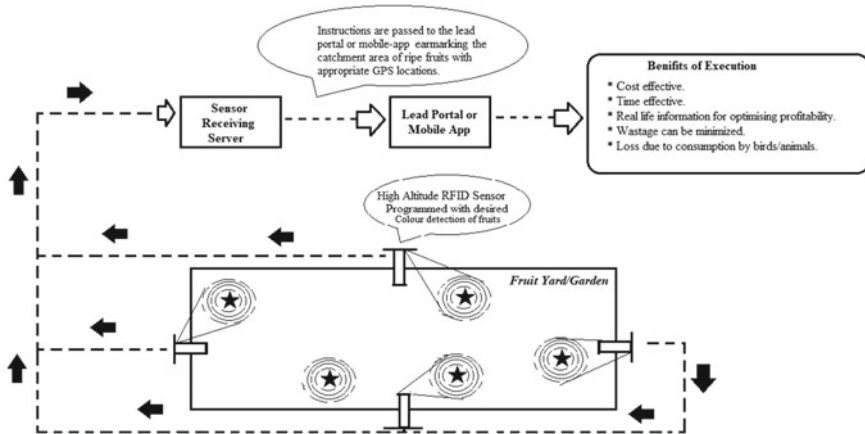 Instructions are passed to the lead
portal or mobile-app earmarking the
catchment area of ripe fruits with
appropriate GPS locations.
Sensor
Receiving
Server
Lead Portal or
Mobile App
Benefits of Execution
* Cost effective.
* Time effective.
* Real life information for optimising profitability.
* Wastage can be minimized.
* Loss due to consumption by birds/animals.
High Altitude RFID Sensor
Programmed with desired
Colour detection of fruits
Fruit Yard/Garden